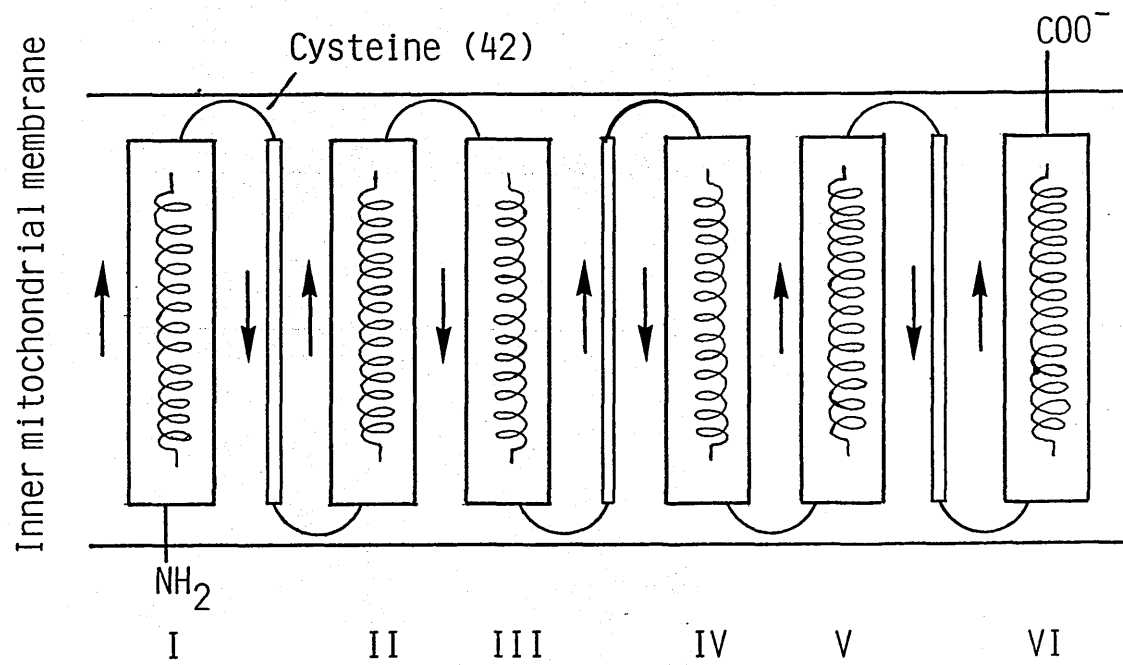 Inner mitochondrial membrane
Cysteine (42)
COO⁻
NH₂
I II III IV V VI